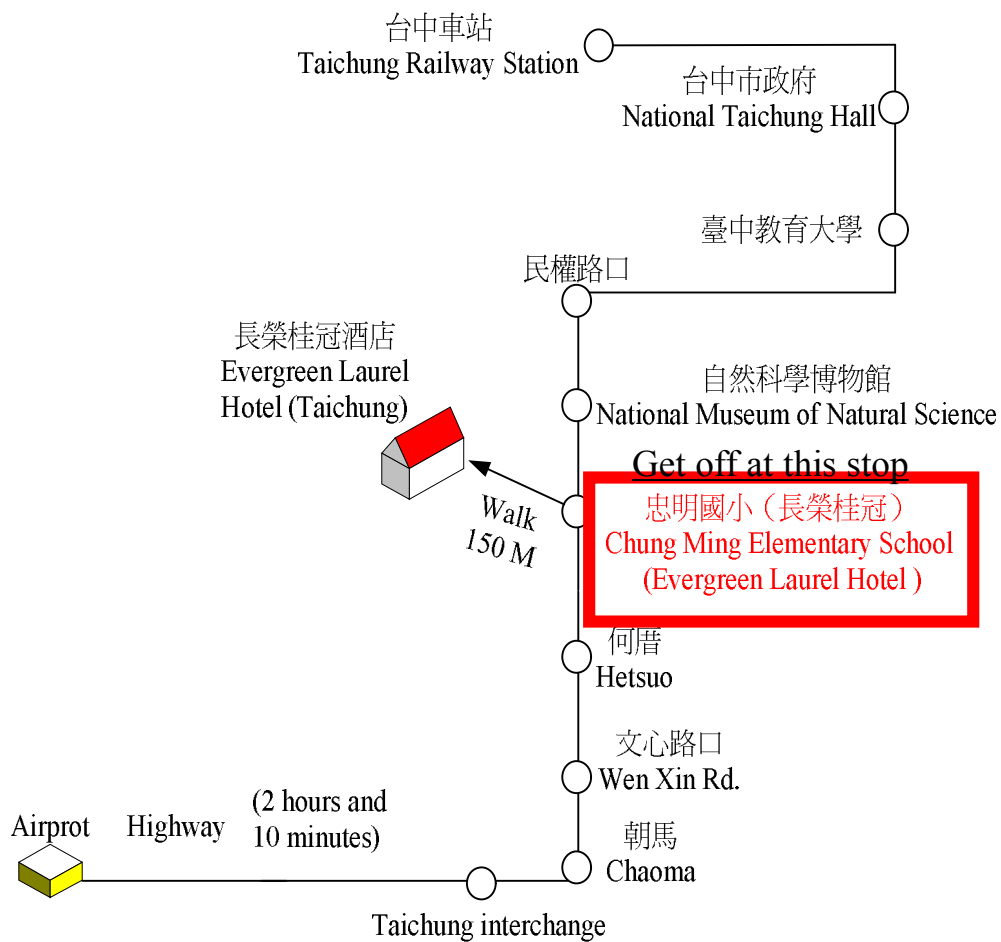 台中車站
Taichung Railway Station
台中市政府
National Taichung Hall
臺中教育大學
民權路口
長榮桂冠酒店
Evergreen Laurel
Hotel (Taichung)
自然科學博物館
National Museum of Natural Science
Get off at this stop
忠明國小（長榮桂冠）
Chung Ming Elementary School
(Evergreen Laurel Hotel )
Walk
150 M
何厝
Hetsuo
文心路口
Wen Xin Rd.
(2 hours and
10 minutes)
Airprot
Highway
朝馬
Chaoma
Taichung interchange